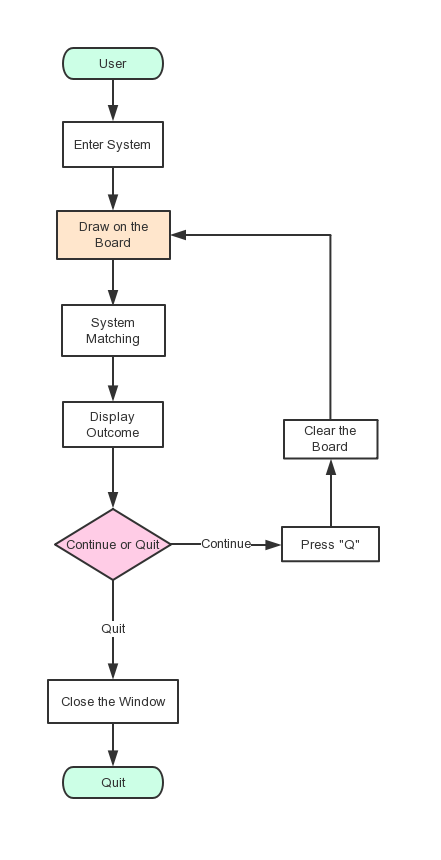 User
Enter System
Draw on the
Board
System
Matching
Display
Outcome
Clear the
Board
Continue or Quit
Continue
Press "Q"
Quit
Close the Window
Quit